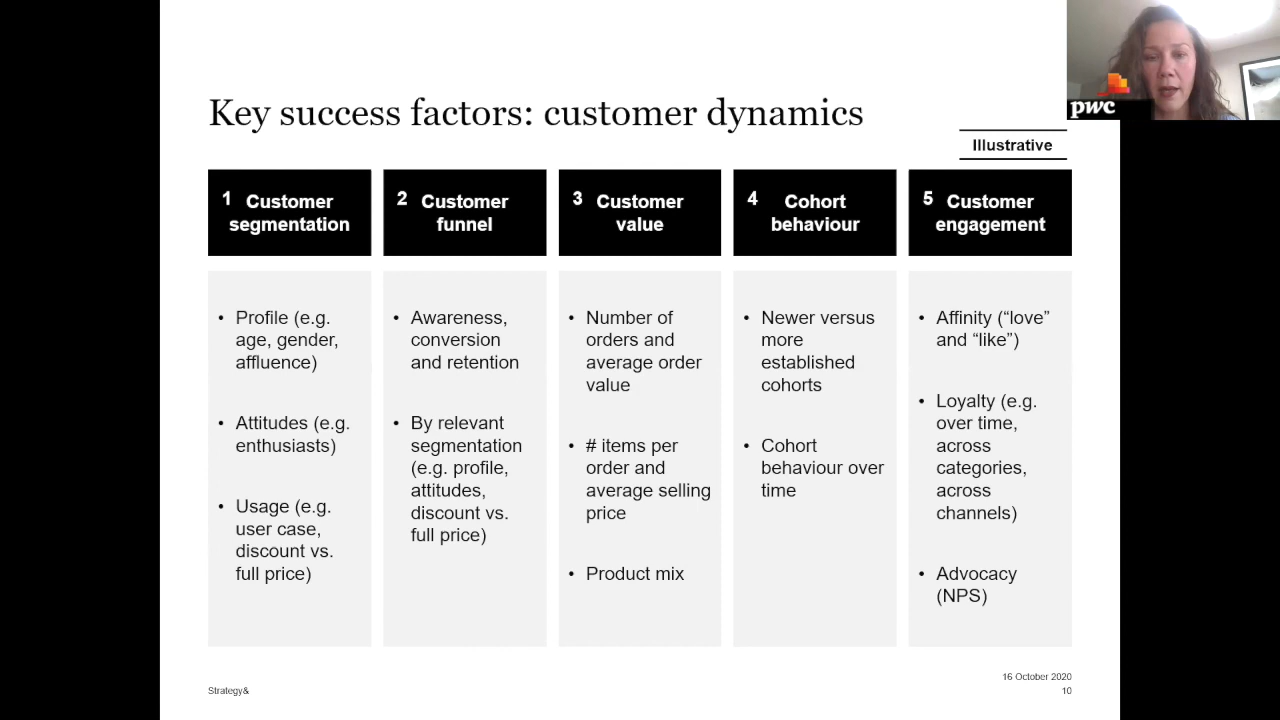 pwc
Key success factors: customer dynamics
Illustrative
1 Customer
segmentation
2 Customer
funnel
3 Customer
value
4 Cohort
behaviour
5 Customer
engagement
• Profile (e.g.
age, gender,
affluence)
• Attitudes (e.g.
enthusiasts)
• Usage (e.g.
user case,
discount vs.
full price)
• Awareness,
conversion
and retention
• By relevant
segmentation
(e.g. profile,
attitudes,
discount vs.
full price)
• Number of
orders and
average order
value
• # items per
order and
average selling
price
• Product mix
• Newer versus
more
established
cohorts
• Cohort
behaviour over
time
• Affinity (“love”
and “like”)
• Loyalty (e.g.
over time,
across
categories,
across
channels)
• Advocacy
(NPS)
16 October 2020
Strategy&
10